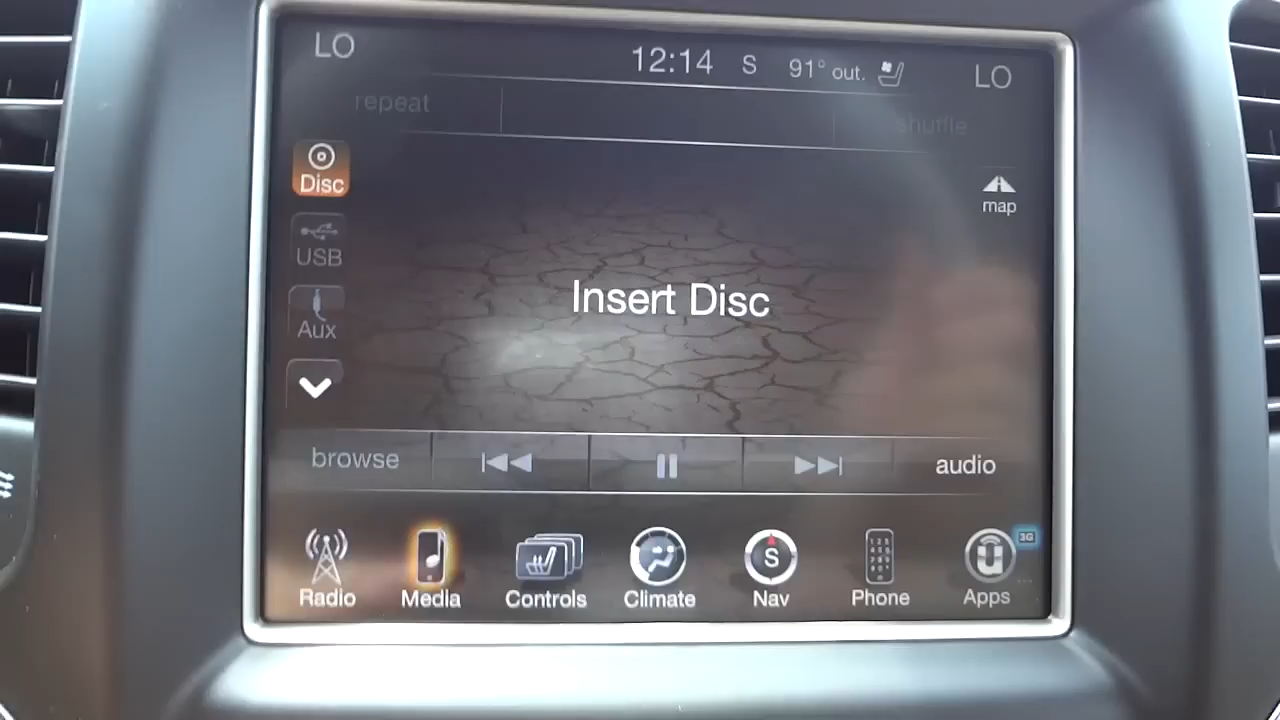 LO 12:14 S 91° out. LO
repeat shuffle
Disc
map
USB
Insert Disc
Aux
browse audio
3G
S
Radio Media Controls Climate Nav Phone Apps